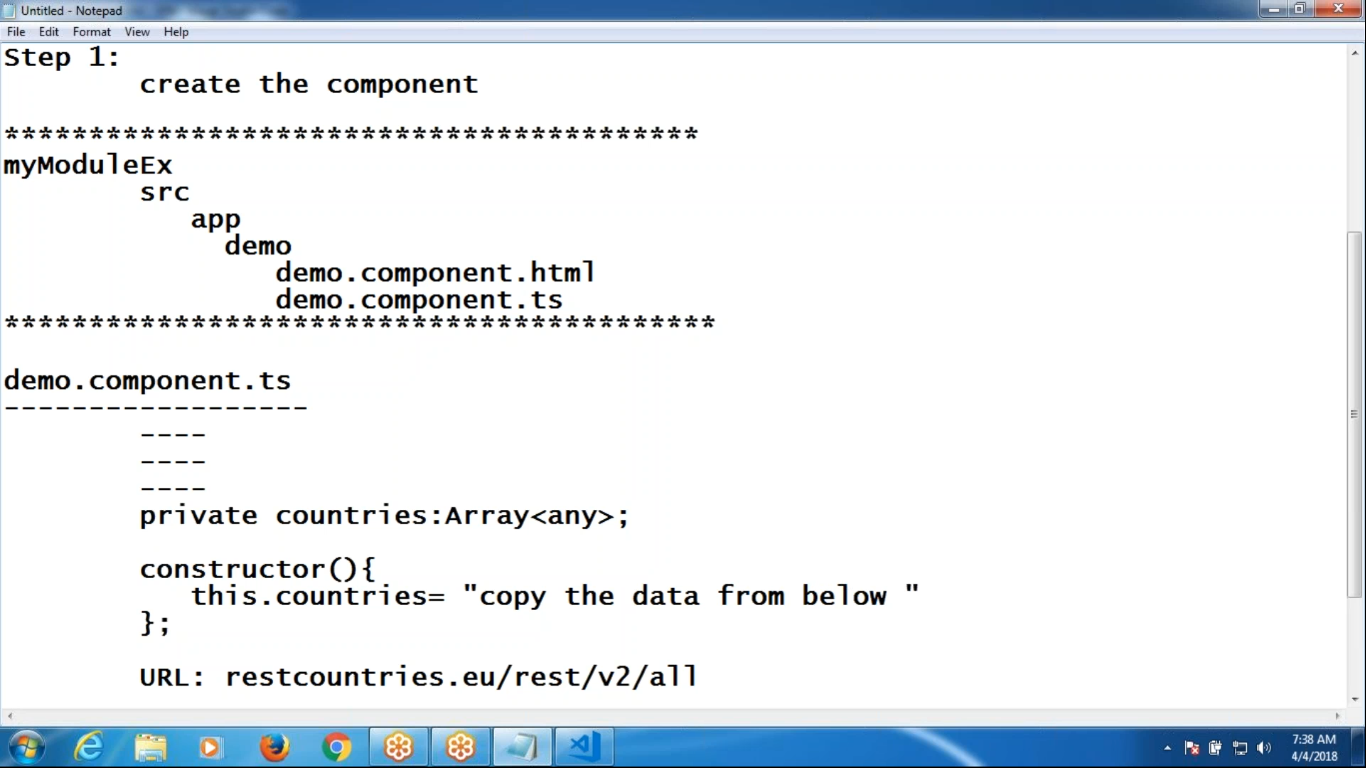 Untitled - Notepad
File Edit Format View Help
Step 1:
create the component
*****************************************
myModuleEx
src
app
demo
demo.component.html
demo.component.ts
******************************************
demo.component.ts
------------------
----
----
----
private countries:Array<any>;
constructor(){
this.countries= "copy the data from below "
};
URL: restcountries.eu/rest/v2/all
7:38 AM
4/4/2018